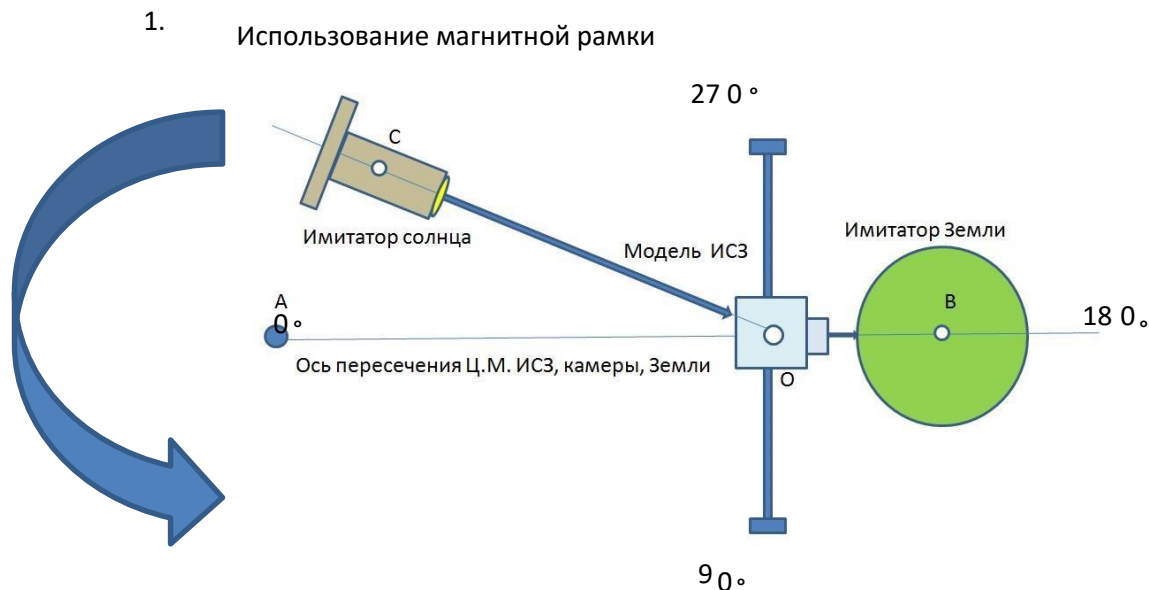 1.
Использование магнитной рамки
27 0 °
С
Имитатор солнца
Модель ИСЗ
Имитатор Земли
А
0°
В
18 0°
Ось пересечения Ц.М. ИСЗ, камеры, Земли
О
9 0°